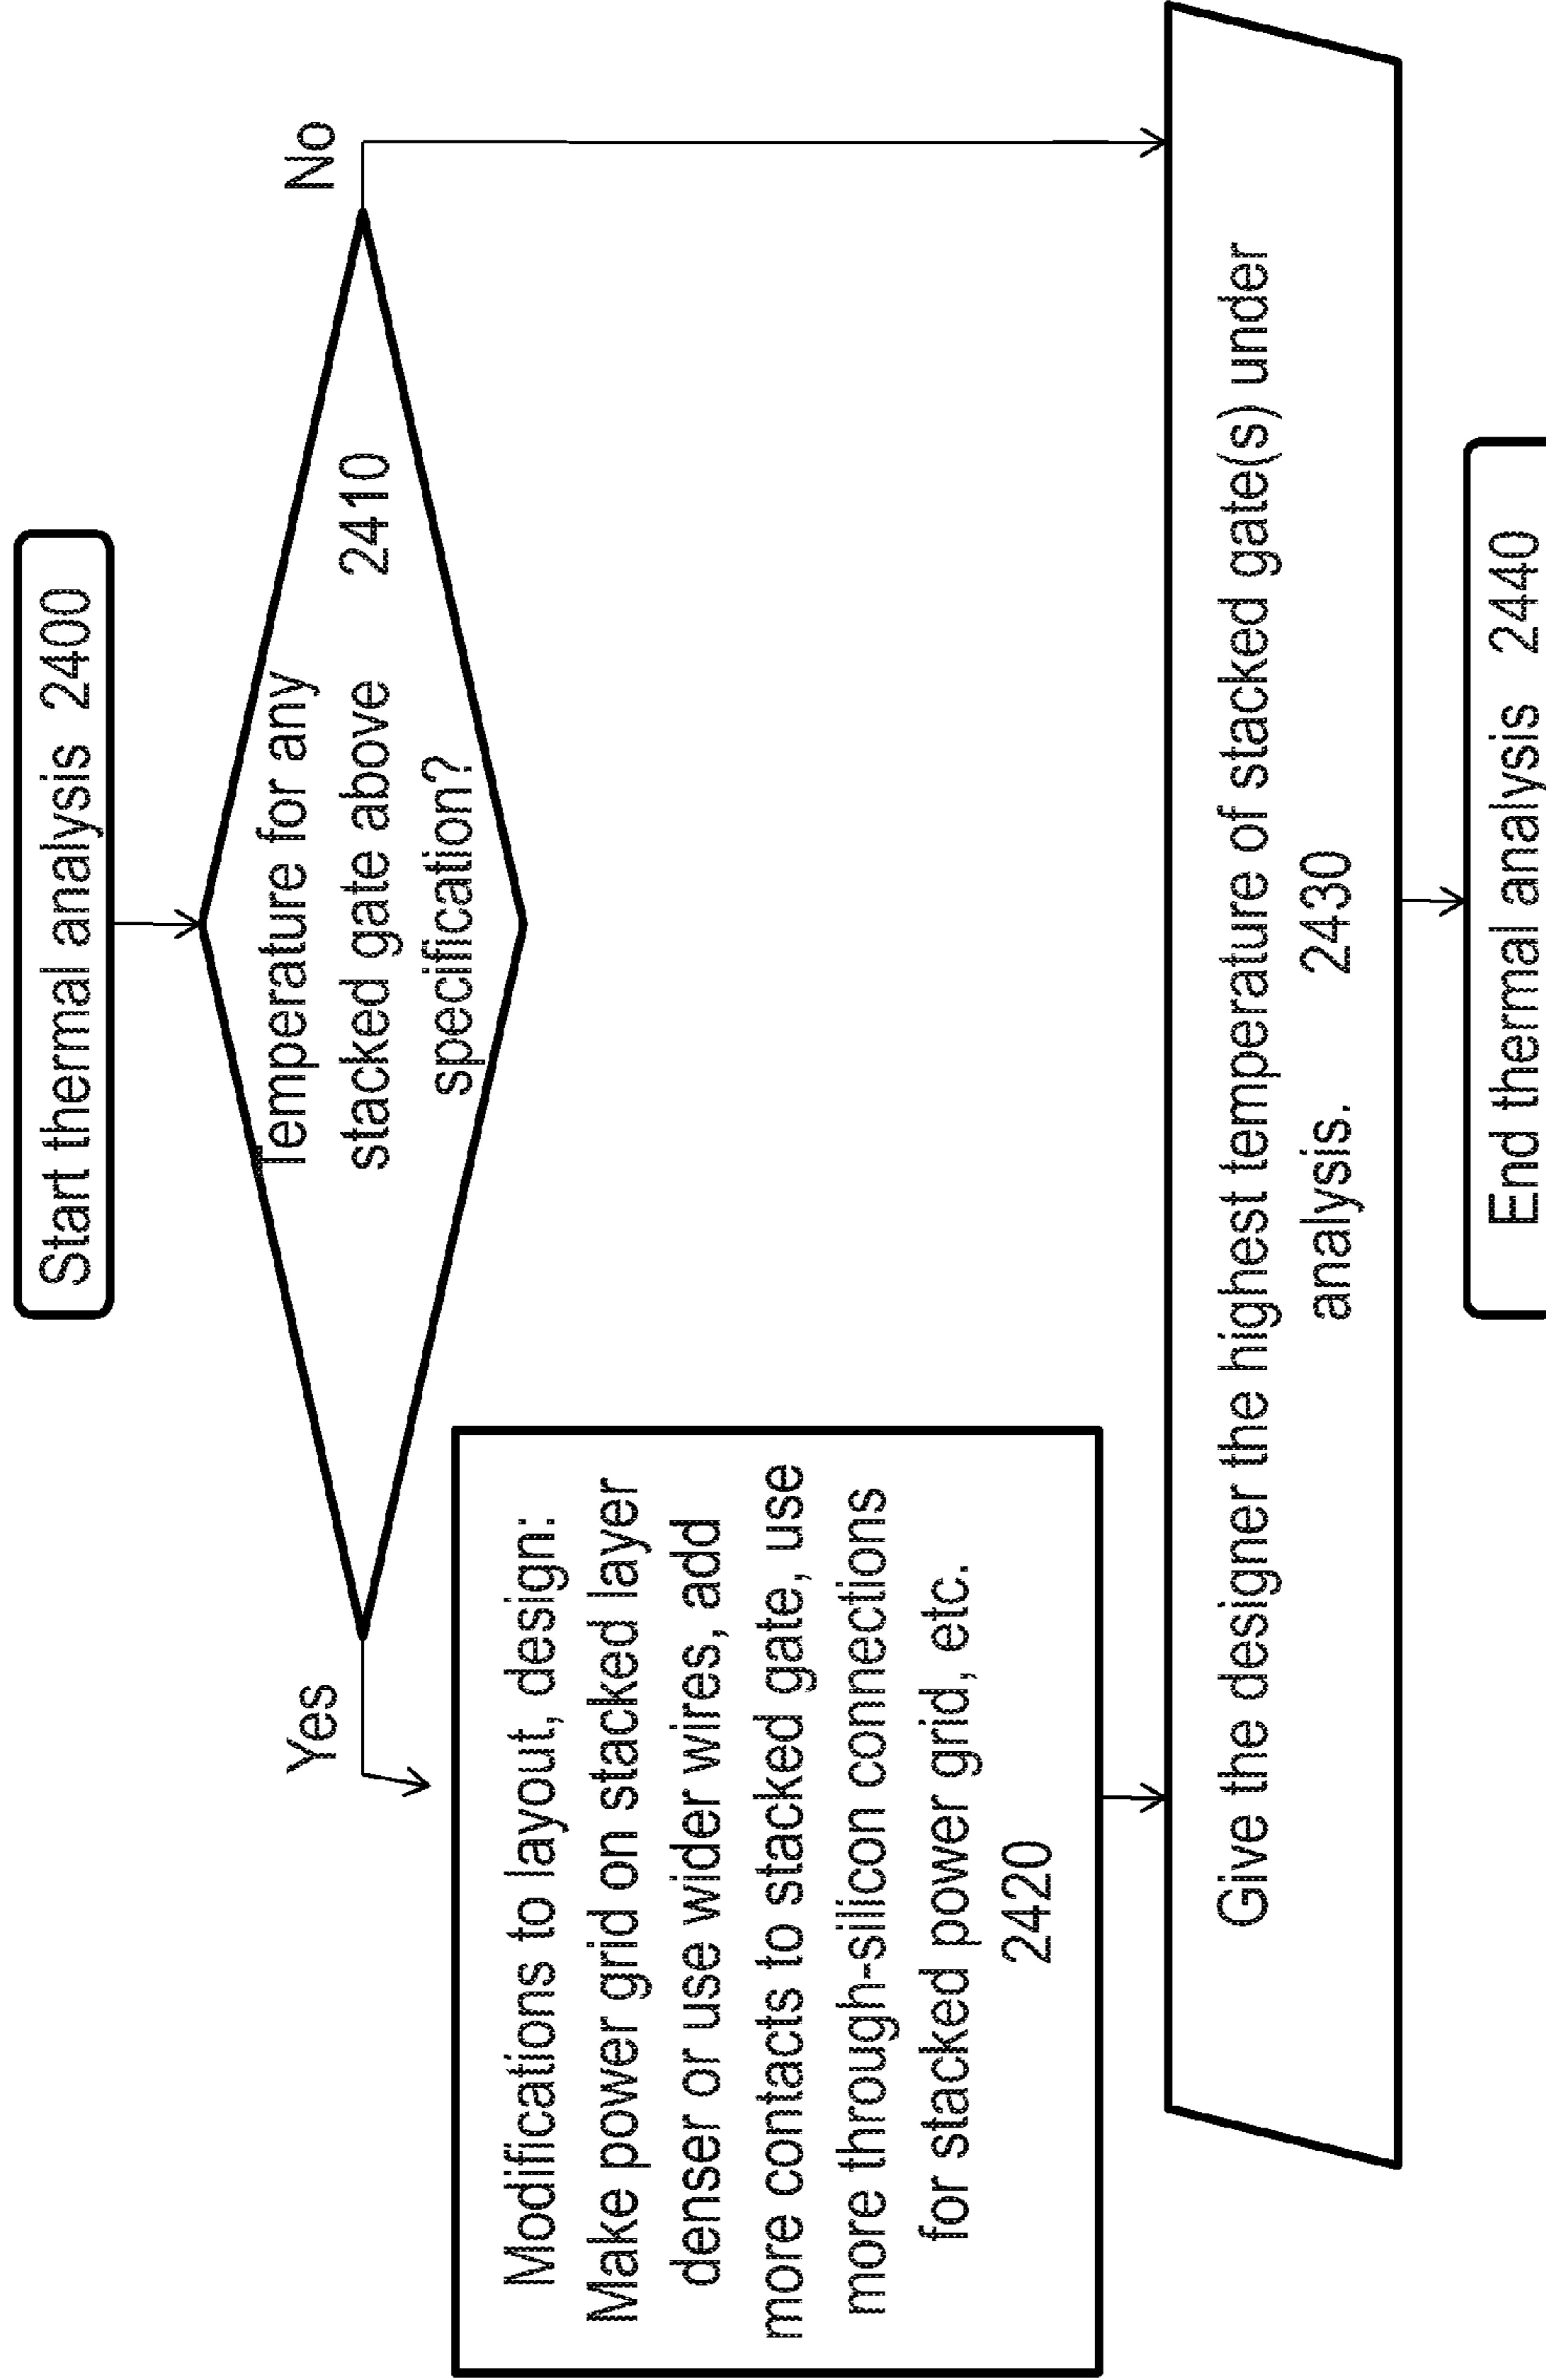 Start thermal analysis 2400
Temperature for any
stacked gate above 2410
specification?
Yes
No
Modifications to layout, design:
Make power grid on stacked layer
denser or use wider wires, add
more contacts to stacked gate, use
more through-silicon connections
for stacked power grid, etc.
2420
Give the designer the highest temperature of stacked gate(s) under
analysis. 2430
End thermal analysis 2440